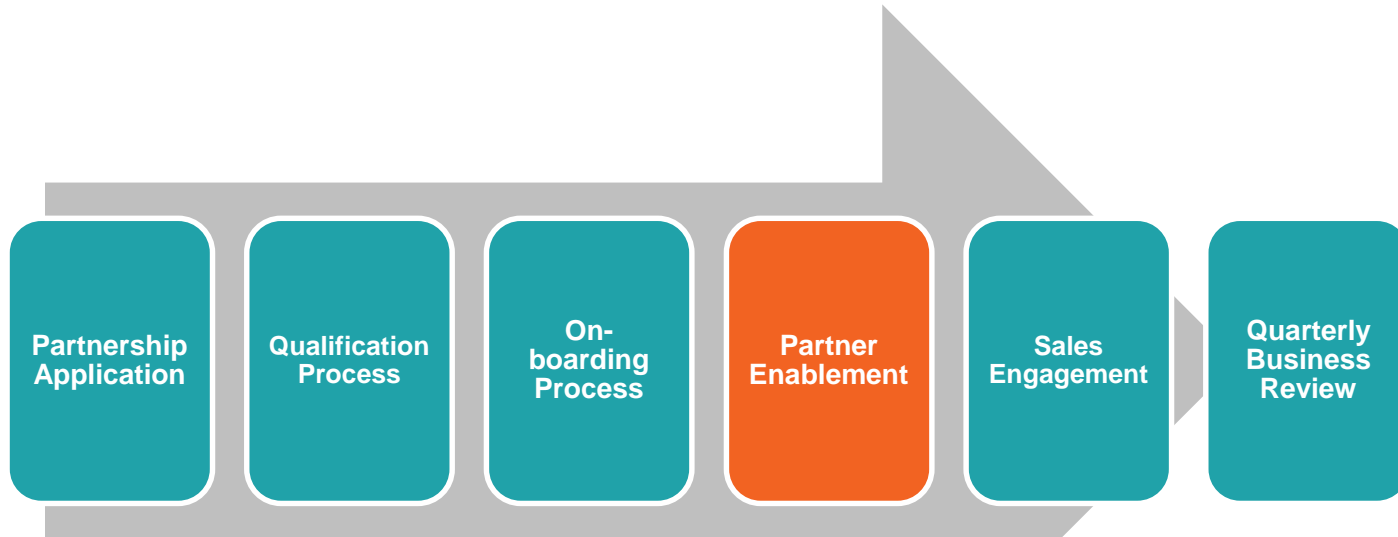 Partnership
Application
Qualification
Process
On-
boarding
Process
Partner
Enablement
Sales
Engagement
Quarterly
Business
Review